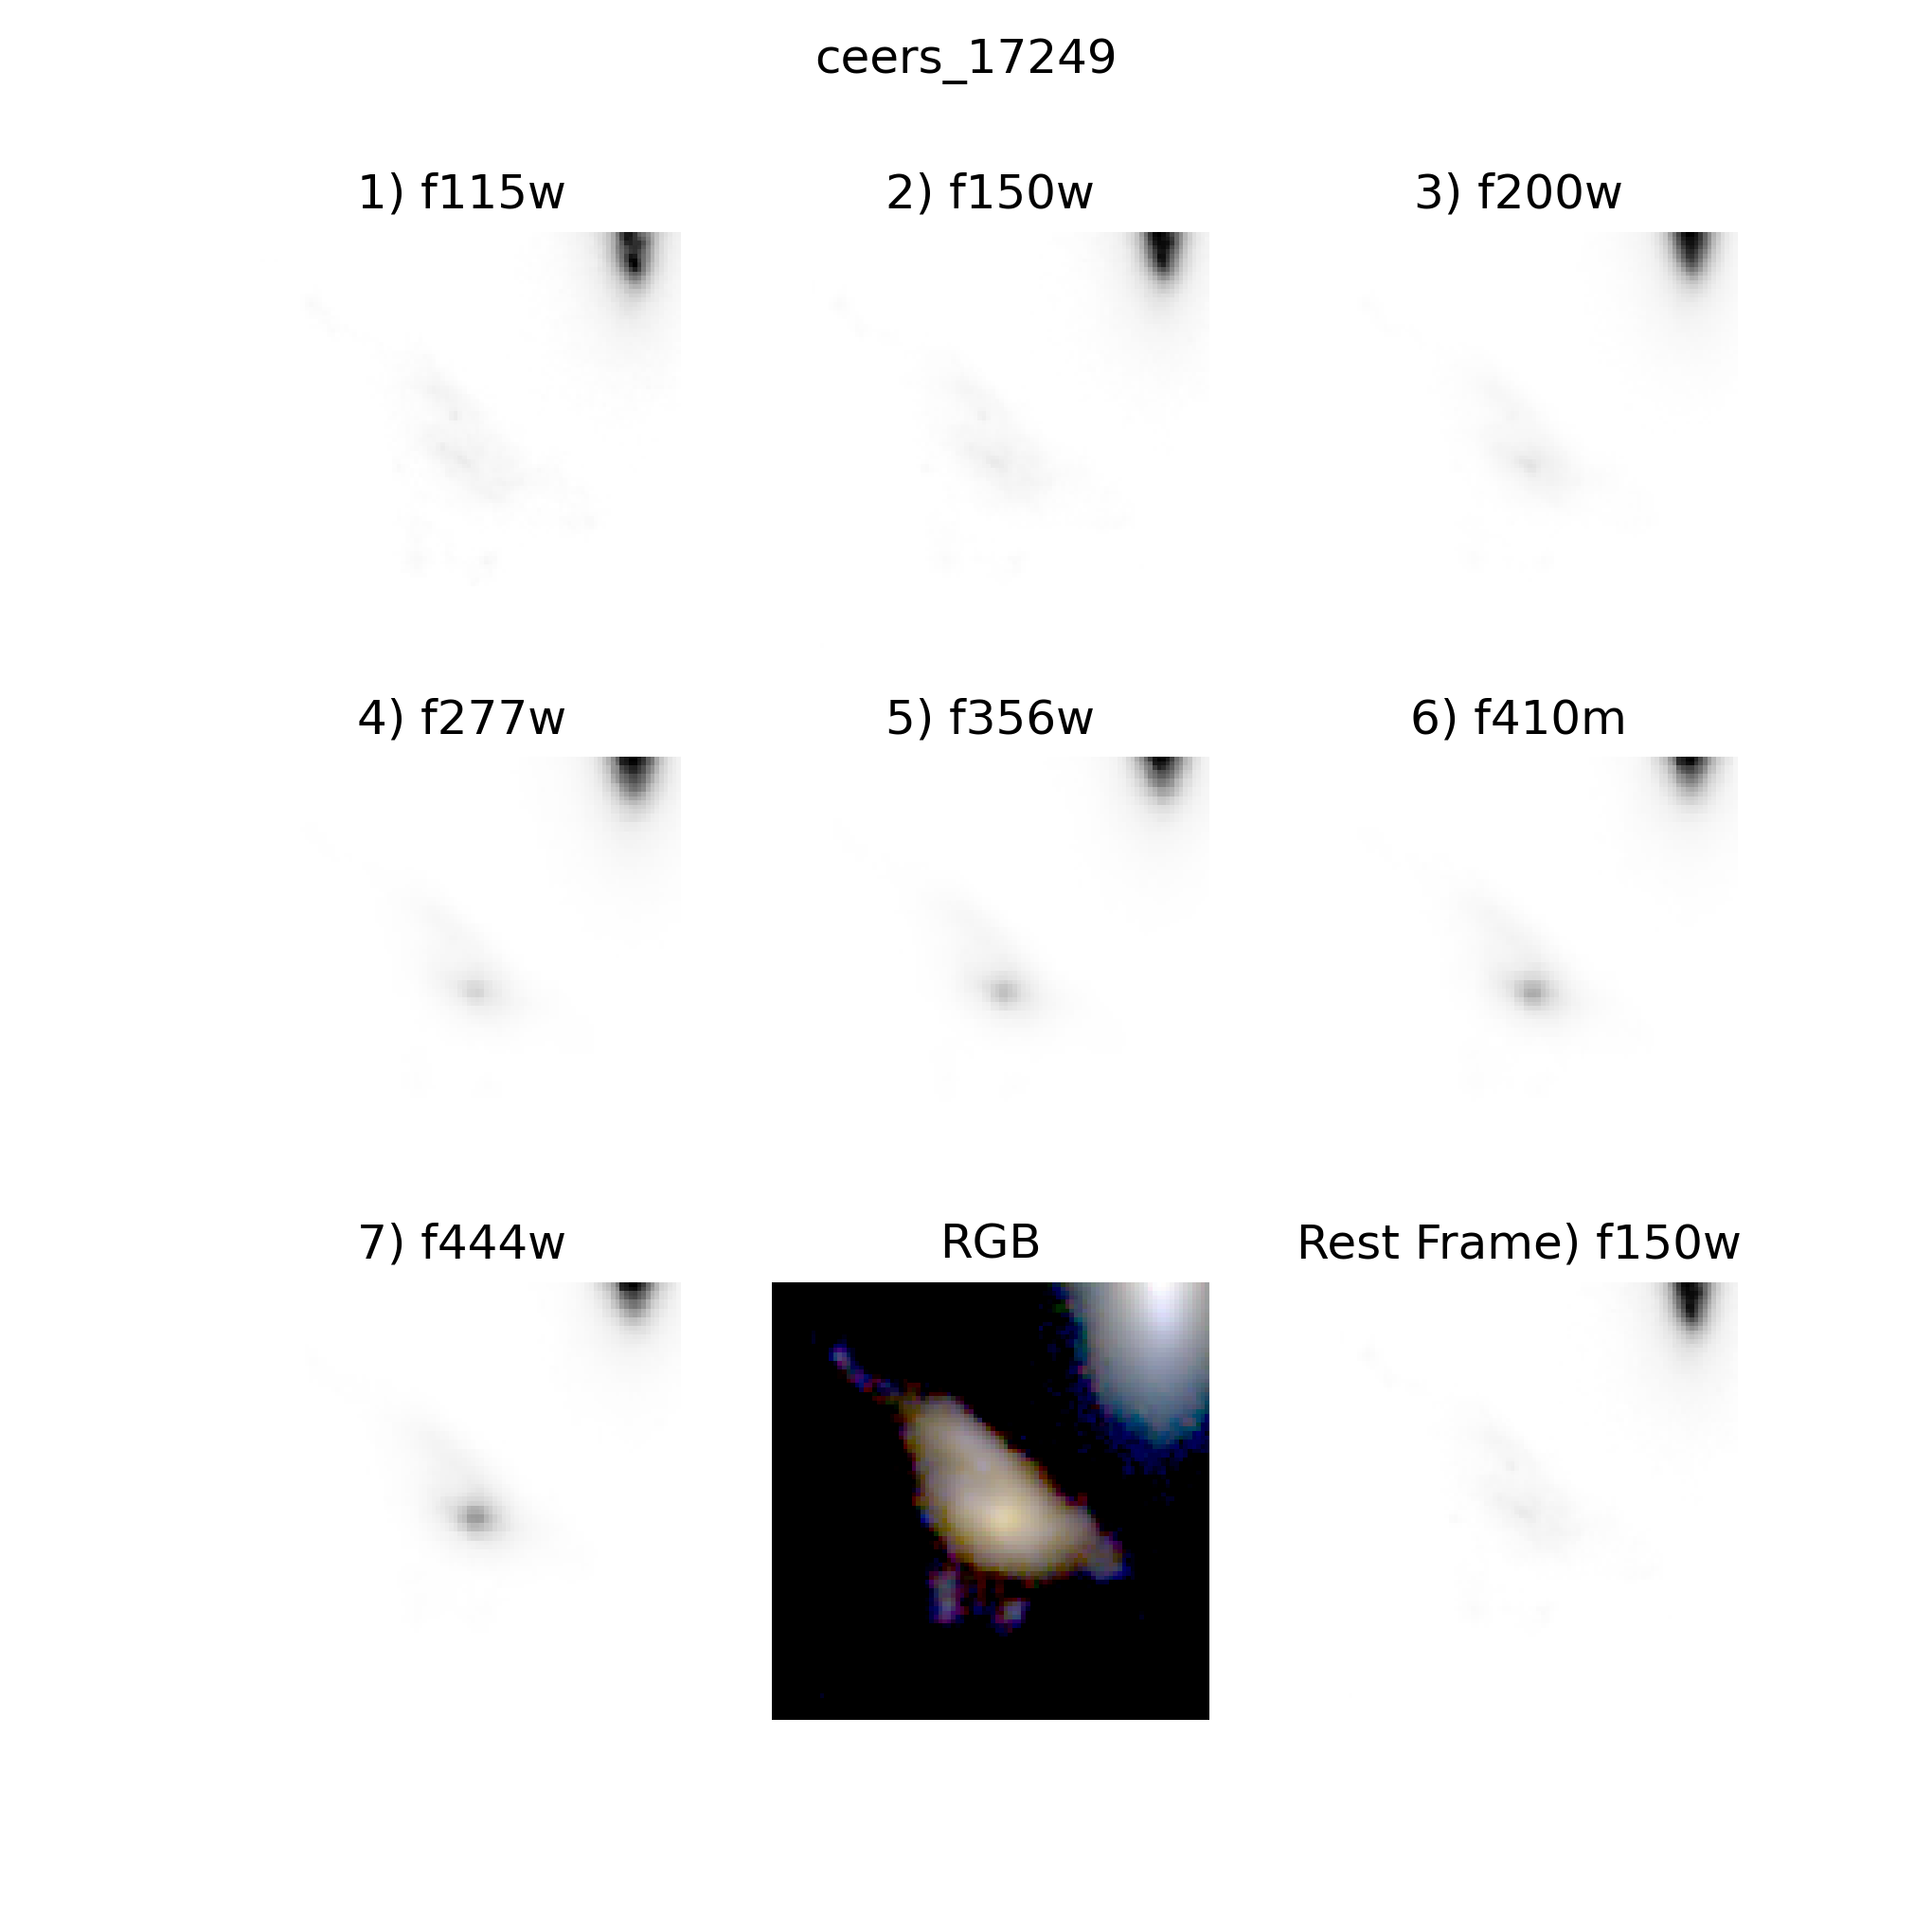 ceers_17249
1) f115w
2) f150w
3) f200w
4) f277w
5) f356w
6) f410m
7) f444w
RGB
Rest Frame) f150w